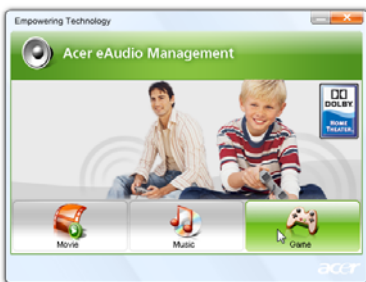 Empowering Technology
Acer eAudio Management
DOLBY
HOME
THEATER
Movie
Music
Game
acer